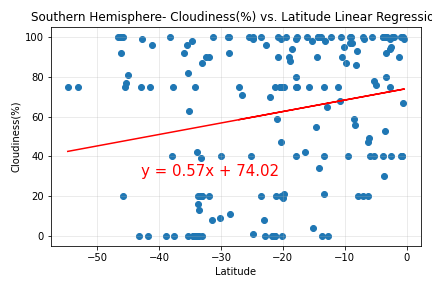 Southern Hemisphere- Cloudiness(%) vs. Latitude Linear Regressio
100
80
60
40
20
0
Cloudiness(%)
y = 0.57x + 74.02
−50 −40 −30 −20 −10 0
Latitude